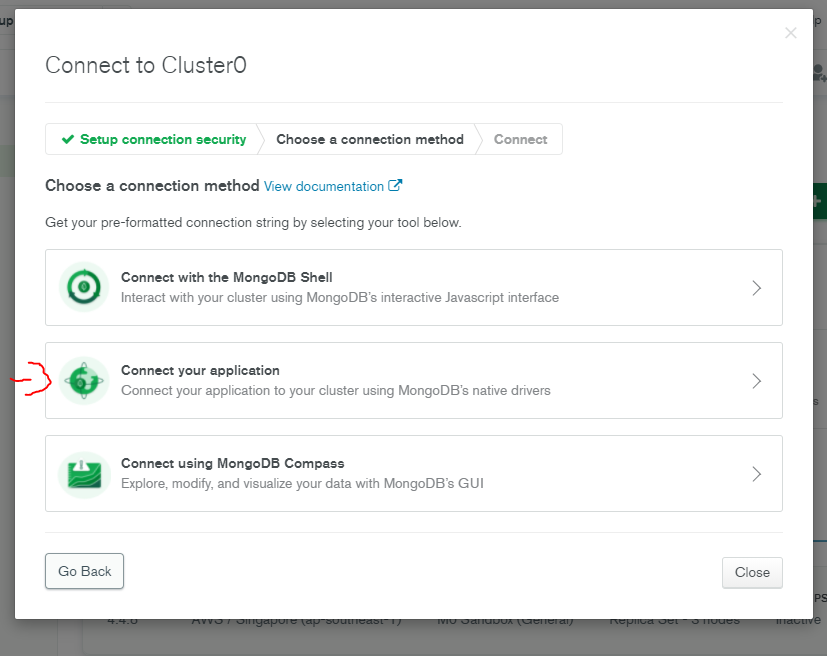 up
Connect to Cluster0
Setup connection security
Choose a connection method
Connect
Choose a connection method View documentation
Get your pre-formatted connection string by selecting your tool below.
Connect with the MongoDB Shell
Interact with your cluster using MongoDB's interactive Javascript interface
Connect your application
Connect your application to your cluster using MongoDB's native drivers
Connect using MongoDB Compass
Explore, modify, and visualize your data with MongoDB's GUI
Go Back
Close
4.4.6 AWS / Singapore (ap-southeast-1) M0 Sandbox (General) Replica Set - 3 nodes Inactive